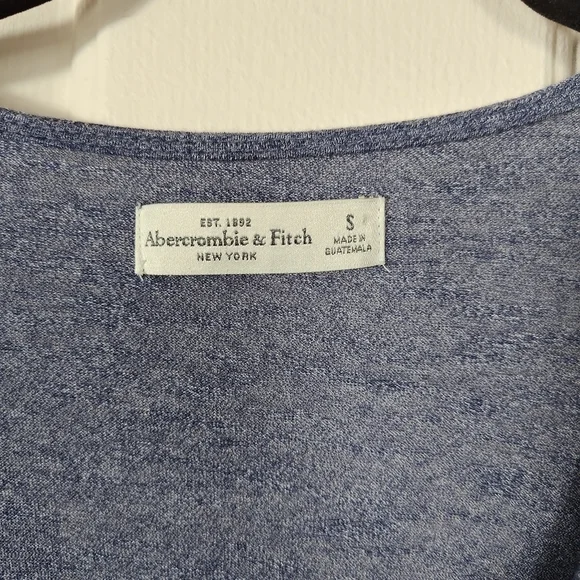 EST. 1892
Abercrombie & Fitch
NEW YORK
S
MADE IN
GUATEMALA